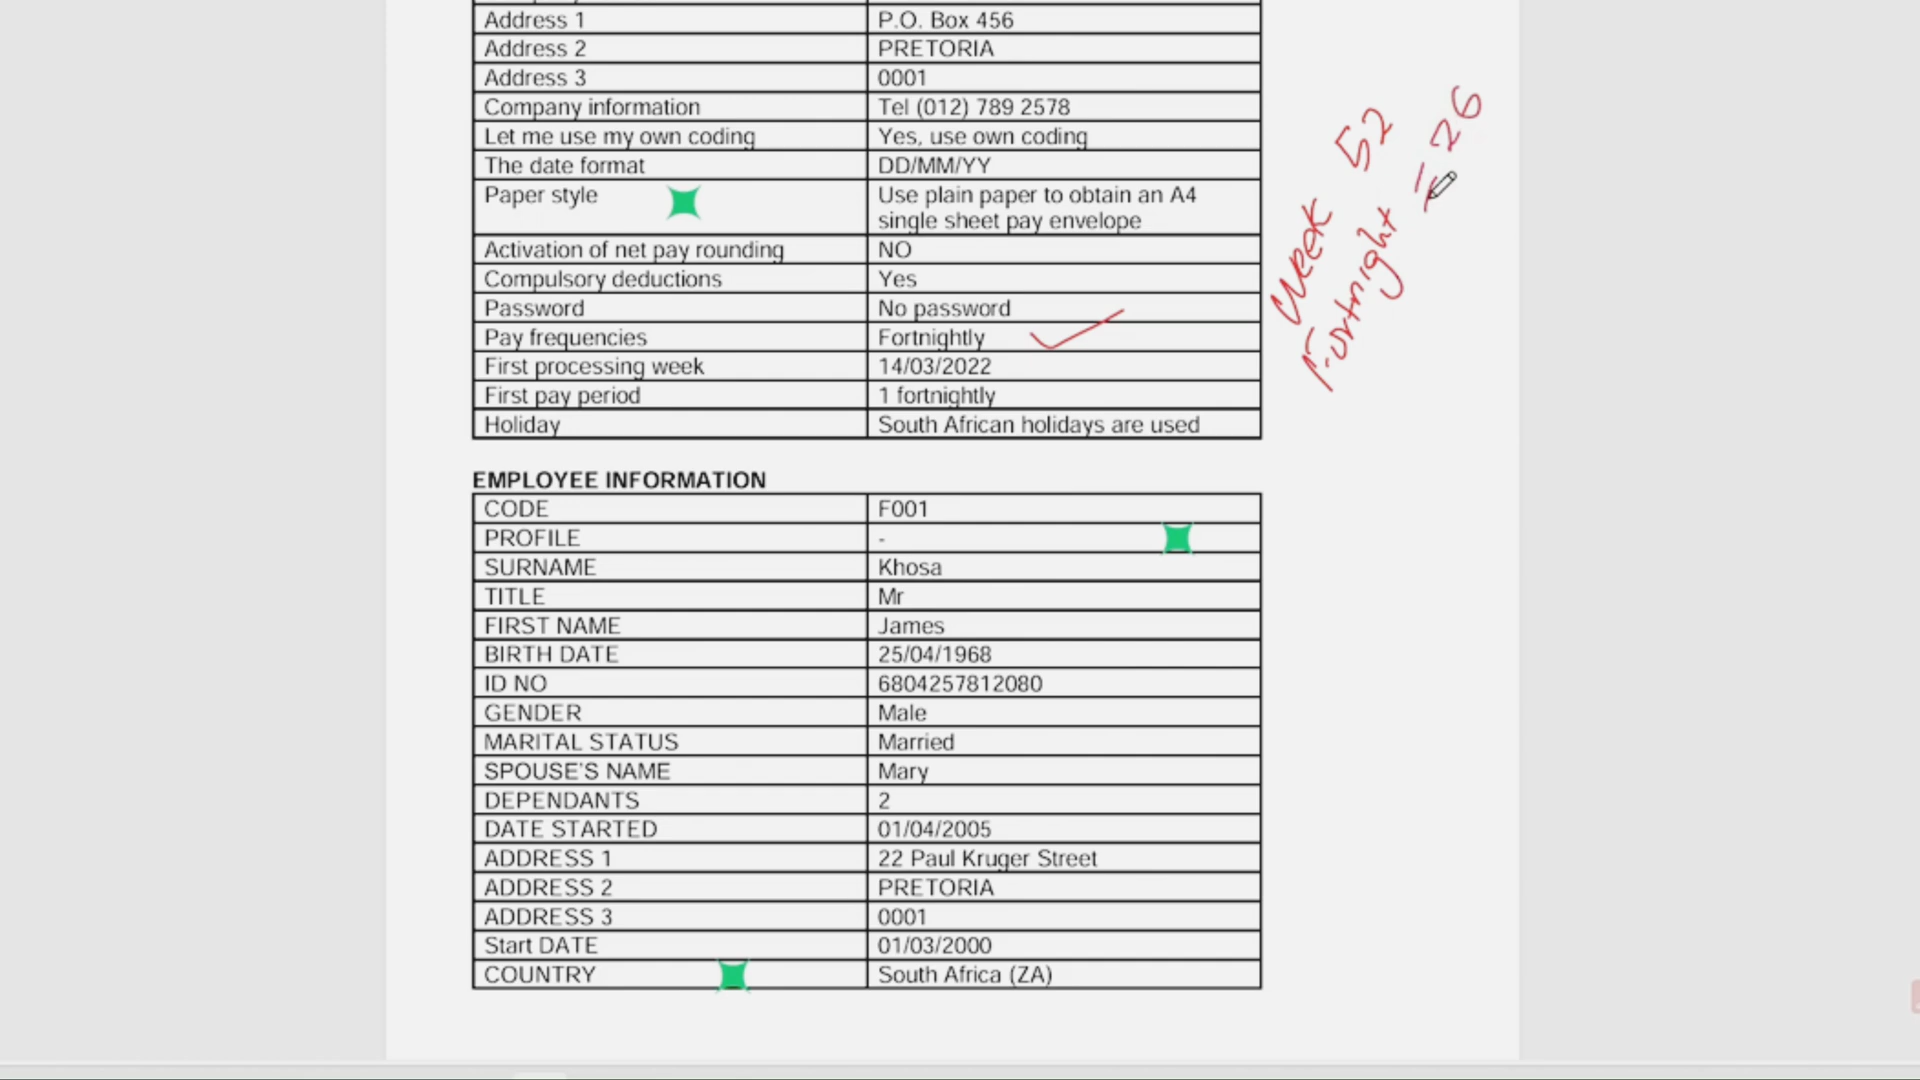 Address 1 P.O. Box 456
Address 2 PRETORIA
Address 3 0001
Company information Tel (012) 789 2578
Let me use my own coding Yes, use own coding
The date format DD/MM/YY
Paper style Use plain paper to obtain an A4
single sheet pay envelope
Activation of net pay rounding NO
Compulsory deductions Yes
Password No password
Pay frequencies Fortnightly
First processing week 14/03/2022
First pay period 1 fortnightly
Holiday South African holidays are used
Week 52
Fortnight = 26
EMPLOYEE INFORMATION
CODE F001
PROFILE -
SURNAME Khosa
TITLE Mr
FIRST NAME James
BIRTH DATE 25/04/1968
ID NO 6804257812080
GENDER Male
MARITAL STATUS Married
SPOUSE'S NAME Mary
DEPENDANTS 2
DATE STARTED 01/04/2005
ADDRESS 1 22 Paul Kruger Street
ADDRESS 2 PRETORIA
ADDRESS 3 0001
Start DATE 01/03/2000
COUNTRY South Africa (ZA)